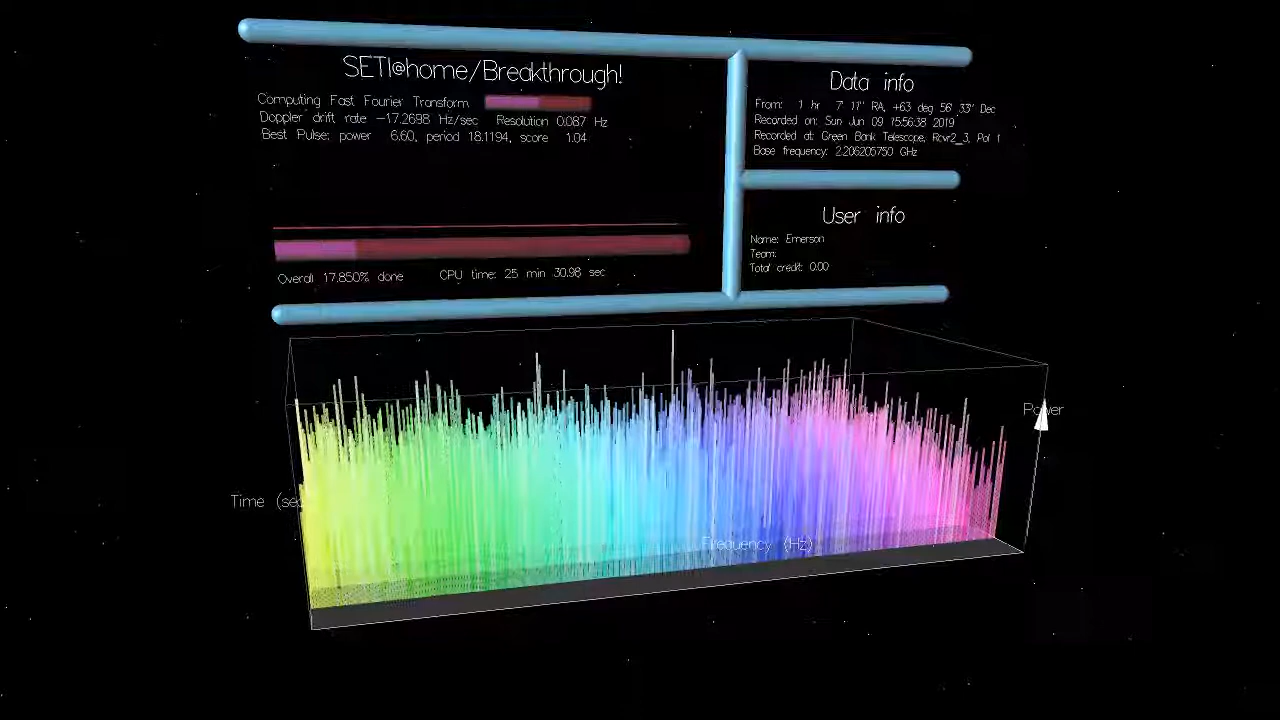 SETI@home/Breakthrough!
Computing Fast Fourier Transform
Doppler drift rate -17.2698 Hz/sec Resolution 0.087 Hz
Best Pulse: power 6.60, period 18.1194, score 1.04
Overall 17.850% done CPU time: 25 min 30.98 sec
Data info
From: 1 hr 7' 11" RA, +63 deg 56' 33" Dec
Recorded on: Sun Jun 09 15:56:38 2019
Recorded at: Green Bank Telescope, Rcvr2_3, Pol 1
Base frequency: 2.206205750 GHz
User info
Name: Emerson
Team:
Total credit: 0.00
Power
Time (sec
Frequency (Hz)